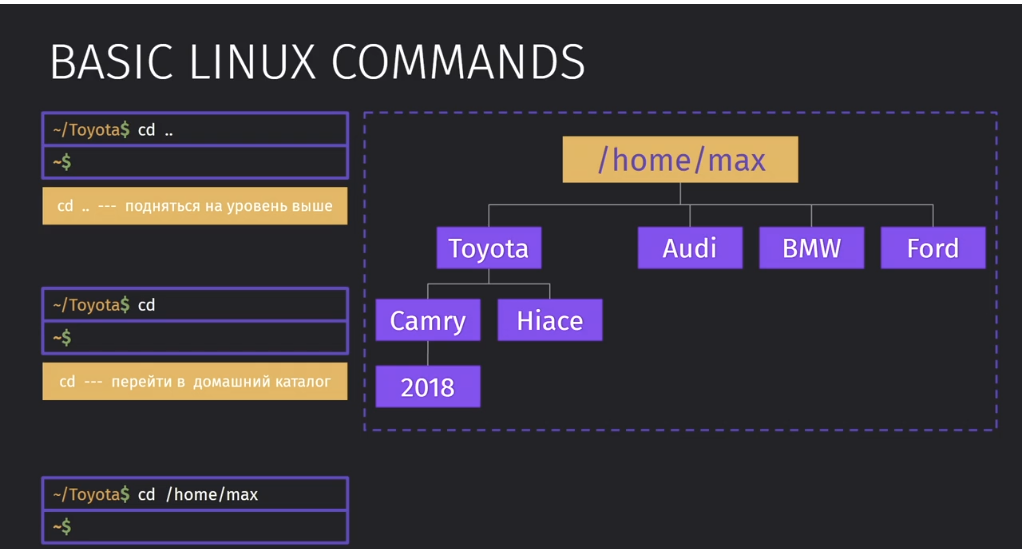 BASIC LINUX COMMANDS
~/Toyota$ cd ..
~$
cd .. --- подняться на уровень выше
~/Toyota$ cd
~$
cd --- перейти в домашний каталог
~/Toyota$ cd /home/max
~$
/home/max
Toyota Audi BMW Ford
Camry Hiace
2018